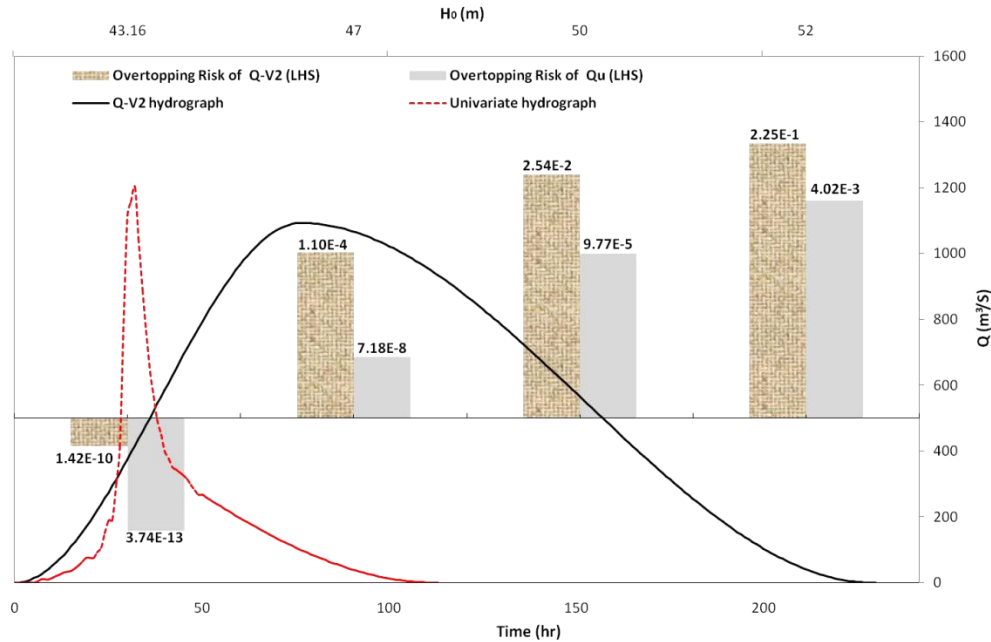 H₀ (m)
43.16 47 50 52
Overtopping Risk of Q-V2 (LHS) Overtopping Risk of Qu (LHS)
Q-V2 hydrograph Univariate hydrograph
1600
1400
1200
1000
800
600
400
200
0
Q (m³/S)
2.25E-1
2.54E-2
4.02E-3
1.10E-4
9.77E-5
7.18E-8
1.42E-10
3.74E-13
0 50 100 150 200
Time (hr)